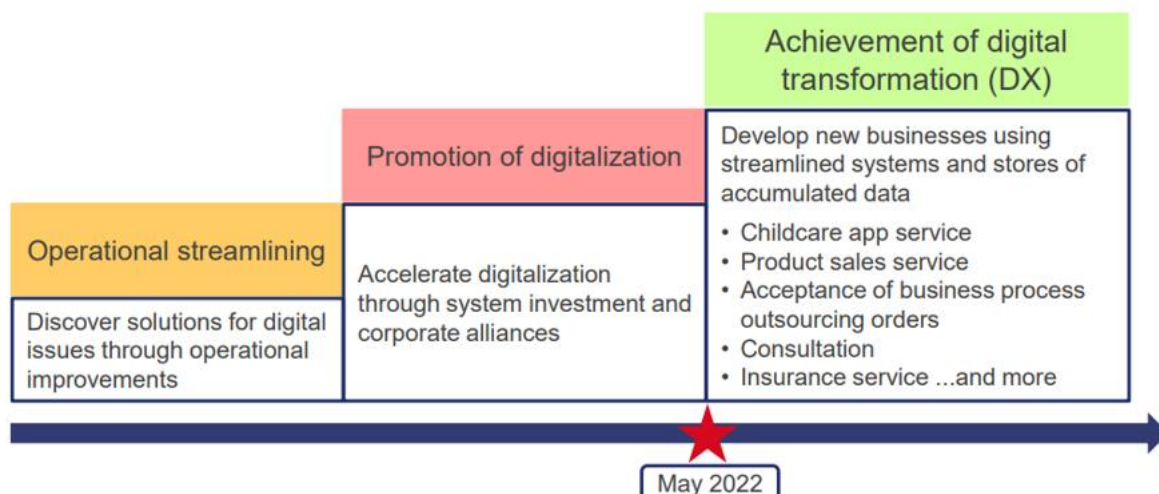 Achievement of digital
transformation (DX)
Promotion of digitalization
Develop new businesses using
streamlined systems and stores of
accumulated data
• Childcare app service
• Product sales service
• Acceptance of business process
outsourcing orders
• Consultation
• Insurance service ...and more
Operational streamlining
Accelerate digitalization
through system investment and
corporate alliances
Discover solutions for digital
issues through operational
improvements
May 2022